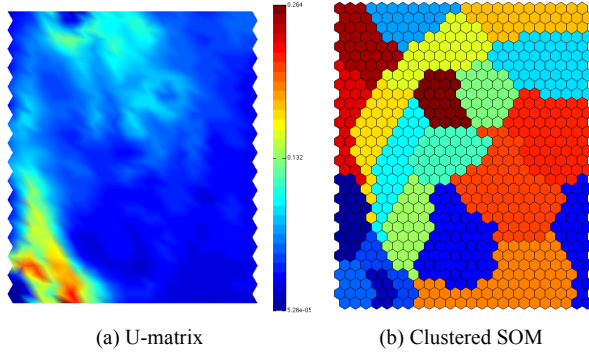 0.264
0.132
5.26e-05
(a) U-matrix
(b) Clustered SOM